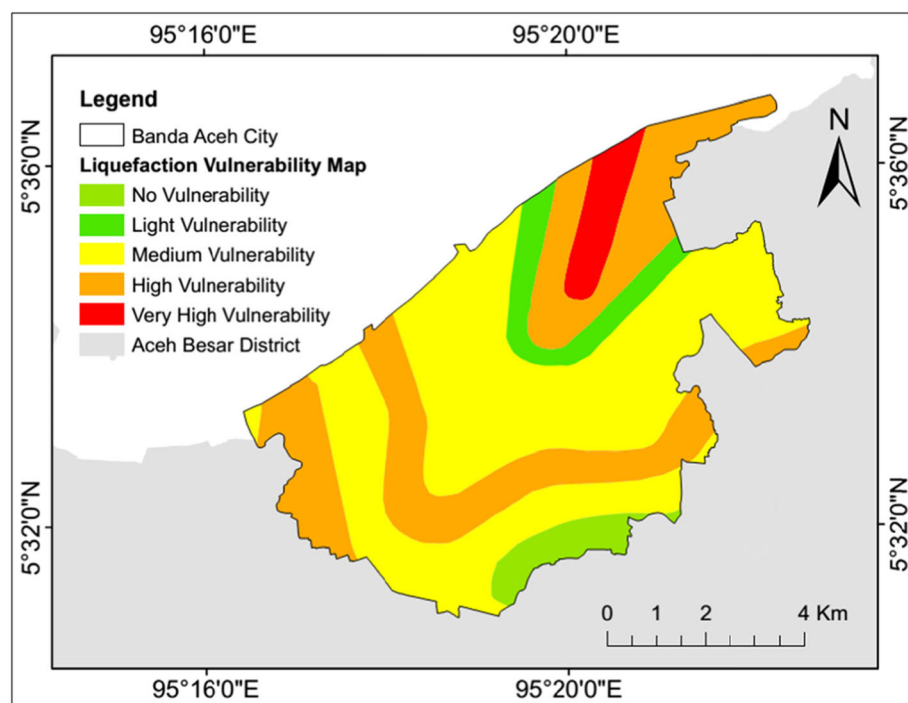 95°16'0"E 95°20'0"E
Legend
Banda Aceh City
Liquefaction Vulnerability Map
No Vulnerability
Light Vulnerability
Medium Vulnerability
High Vulnerability
Very High Vulnerability
Aceh Besar District
N
5°36'0"N 5°36'0"N
5°32'0"N 5°32'0"N
0 1 2 4 Km
95°16'0"E 95°20'0"E